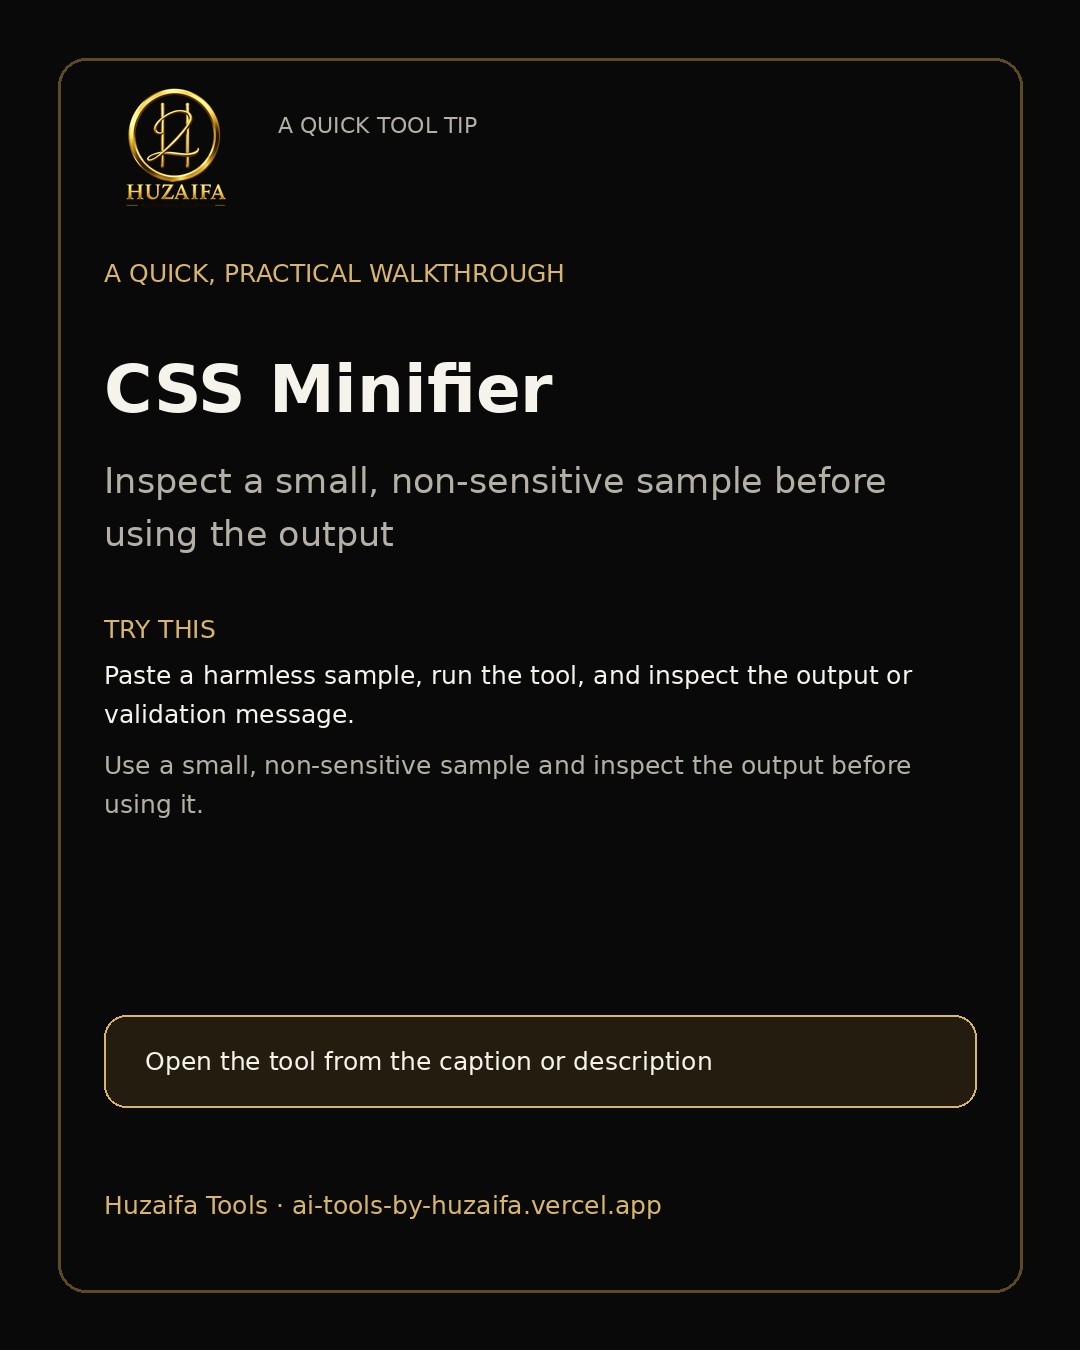 HUZAIFA
A QUICK TOOL TIP
A QUICK, PRACTICAL WALKTHROUGH
CSS Minifier
Inspect a small, non-sensitive sample before
using the output
TRY THIS
Paste a harmless sample, run the tool, and inspect the output or
validation message.
Use a small, non-sensitive sample and inspect the output before
using it.
Open the tool from the caption or description
Huzaifa Tools · ai-tools-by-huzaifa.vercel.app